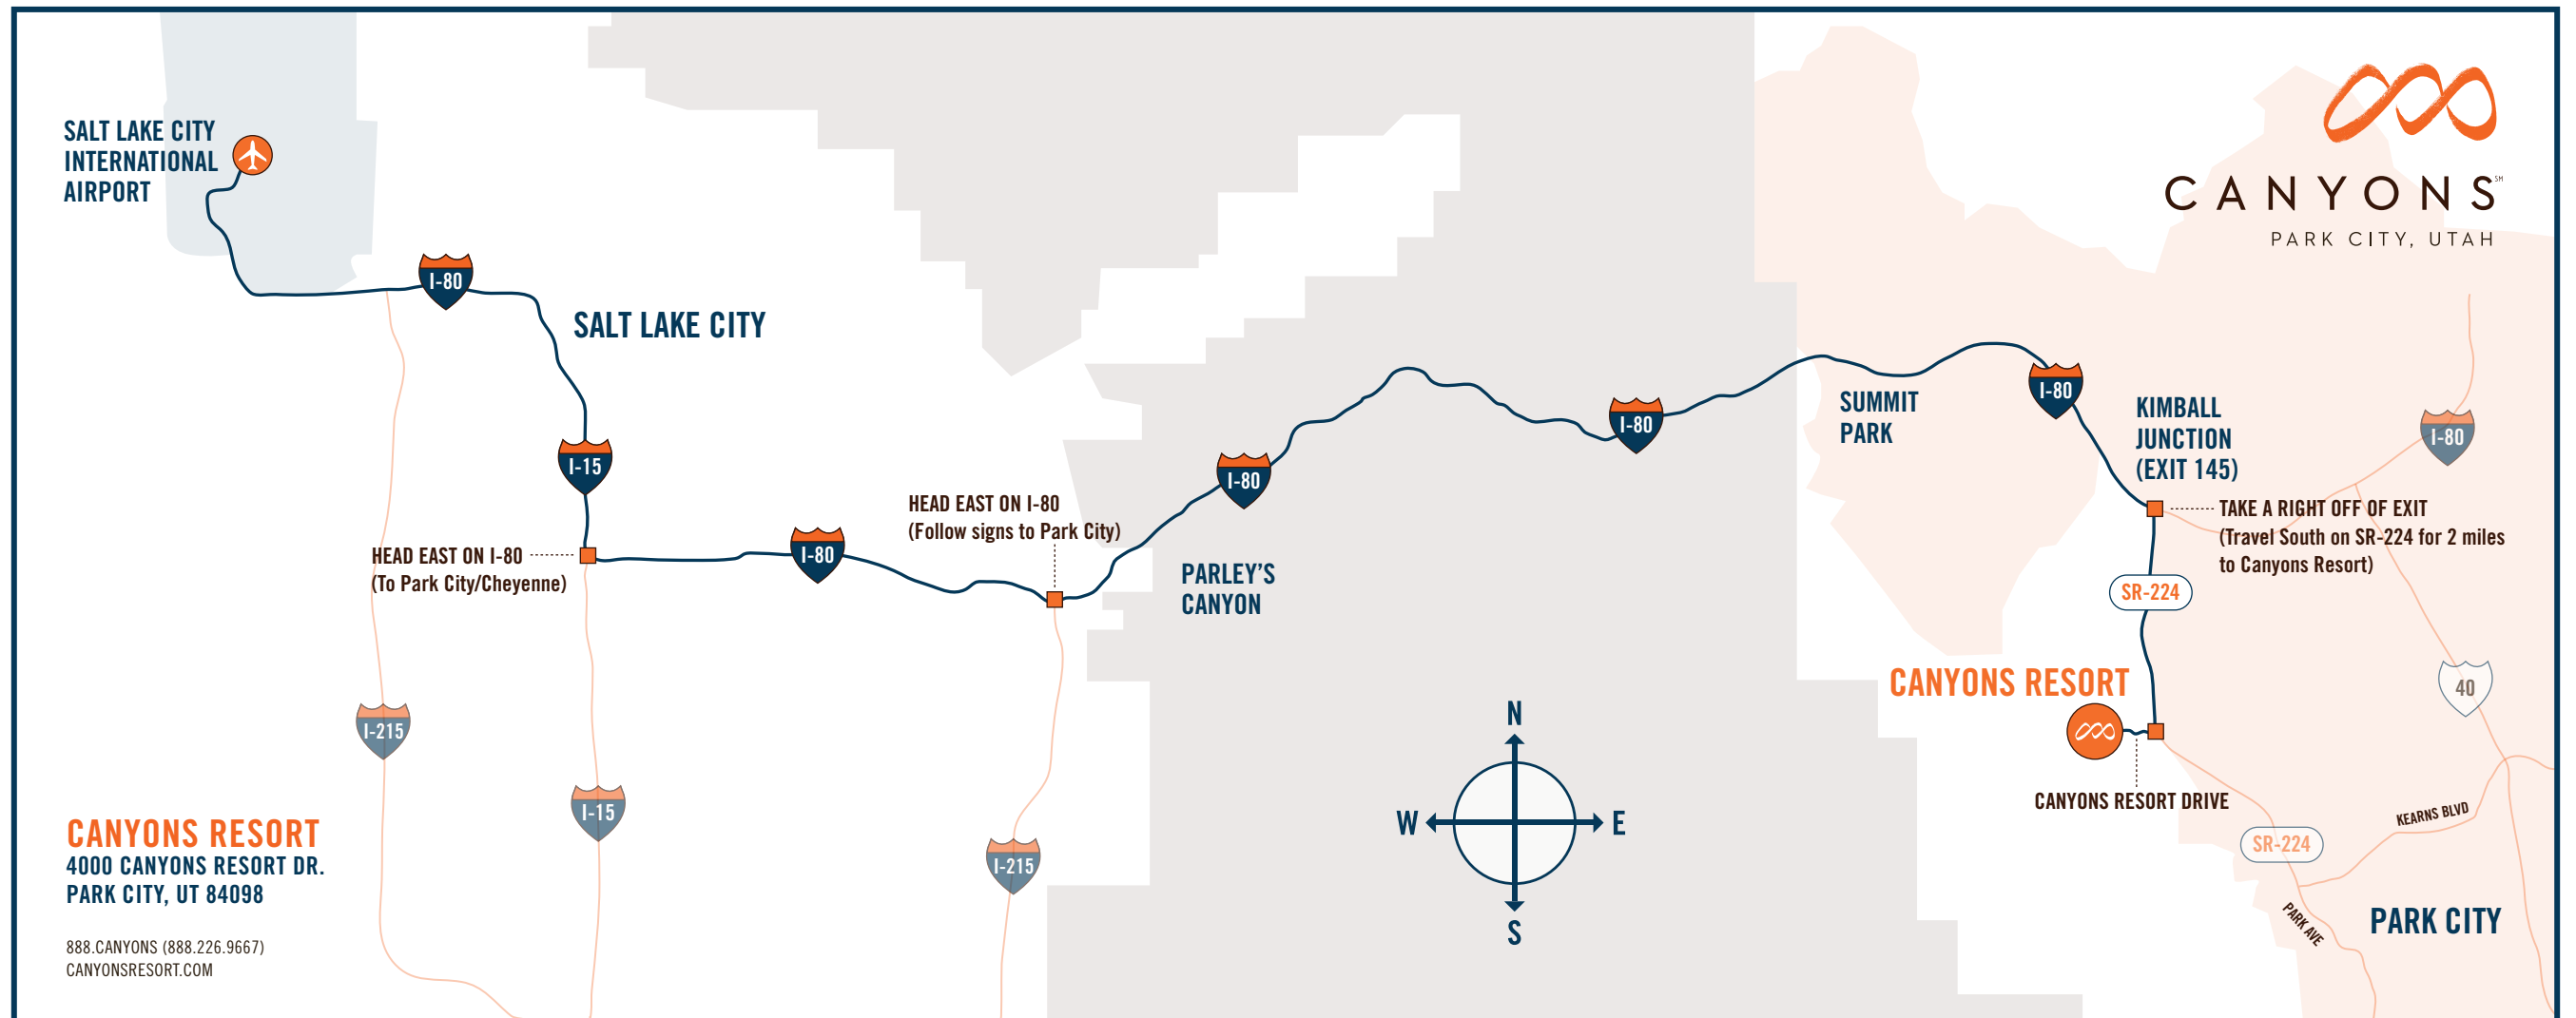 SALT LAKE CITY
INTERNATIONAL
AIRPORT
I-80
SALT LAKE CITY
I-15
HEAD EAST ON I-80
(To Park City/Cheyenne)
I-80
HEAD EAST ON I-80
(Follow signs to Park City)
I-80
PARLEY'S
CANYON
I-80
SUMMIT
PARK
I-80
KIMBALL
JUNCTION
(EXIT 145)
I-80
TAKE A RIGHT OFF OF EXIT
(Travel South on SR-224 for 2 miles
to Canyons Resort)
SR-224
CANYONS RESORT
CANYONS RESORT DRIVE
40
KEARNS BLVD
SR-224
PARK AVE
PARK CITY
CANYONS℠
PARK CITY, UTAH
I-215
I-15
I-215
N
W
E
S
CANYONS RESORT
4000 CANYONS RESORT DR.
PARK CITY, UT 84098
888.CANYONS (888.226.9667)
CANYONSRESORT.COM